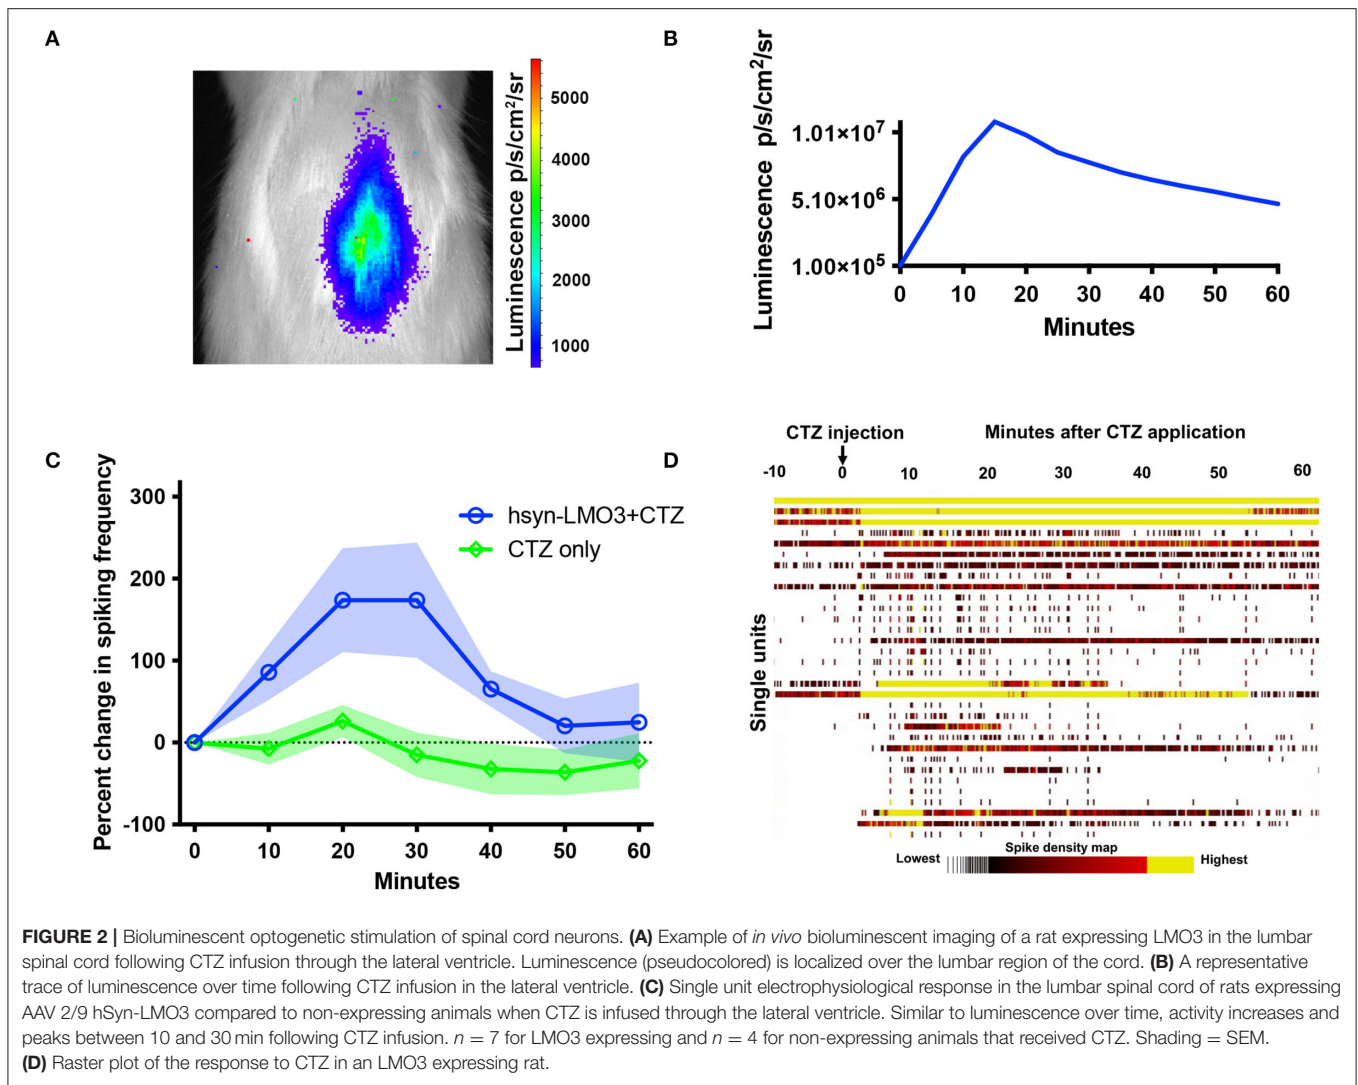 A
Luminescence p/s/cm²/sr
5000
4000
3000
2000
1000
B
Luminescence p/s/cm²/sr
1.01×10⁷
5.10×10⁶
1.00×10⁵
0 10 20 30 40 50 60
Minutes
C
Percent change in spiking frequency
300
200
100
0
-100
hsyn-LMO3+CTZ
CTZ only
0 10 20 30 40 50 60
Minutes
D
CTZ injection
Minutes after CTZ application
-10 0 10 20 30 40 50 60
Single units
Spike density map
Lowest
Highest
FIGURE 2 | Bioluminescent optogenetic stimulation of spinal cord neurons. (A) Example of in vivo bioluminescent imaging of a rat expressing LMO3 in the lumbar
spinal cord following CTZ infusion through the lateral ventricle. Luminescence (pseudocolored) is localized over the lumbar region of the cord. (B) A representative
trace of luminescence over time following CTZ infusion in the lateral ventricle. (C) Single unit electrophysiological response in the lumbar spinal cord of rats expressing
AAV 2/9 hSyn-LMO3 compared to non-expressing animals when CTZ is infused through the lateral ventricle. Similar to luminescence over time, activity increases and
peaks between 10 and 30 min following CTZ infusion. n = 7 for LMO3 expressing and n = 4 for non-expressing animals that received CTZ. Shading = SEM.
(D) Raster plot of the response to CTZ in an LMO3 expressing rat.